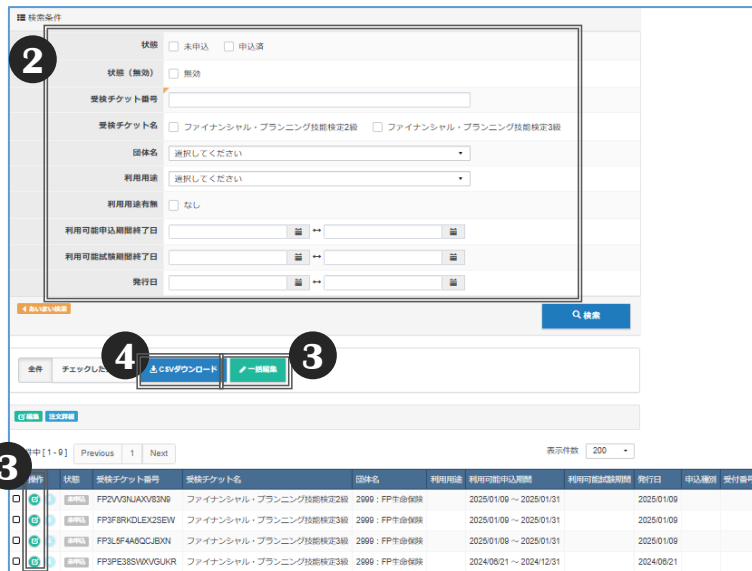 検索条件
2
状態 未申込 申込済
状態（無効） 無効
受検チケット番号
受検チケット名 ファイナンシャル・プランニング技能検定2級 ファイナンシャル・プランニング技能検定3級
団体名 選択してください
利用用途 選択してください
利用用途有無 なし
利用可能申込期間終了日 ↔
利用可能試験期間終了日 ↔
発行日 ↔
あいまい検索
検索
4 3
全件 チェックした CSVダウンロード 一括編集
編集 注文詳細
件中 [ 1 - 9 ] Previous 1 Next 表示件数 200
3
操作 状態 受検チケット番号 受検チケット名 団体名 利用用途 利用可能申込期間 利用可能試験期間 発行日 申込種別 受付番号
未申込 FP2VV3NJAXV83N9 ファイナンシャル・プランニング技能検定2級 2999：FP生命保険 2025/01/09 ～ 2025/01/31 2025/01/09
未申込 FP3F8RKDLEX2SEW ファイナンシャル・プランニング技能検定3級 2999：FP生命保険 2025/01/09 ～ 2025/01/31 2025/01/09
未申込 FP3L5F4A6QCJBXN ファイナンシャル・プランニング技能検定3級 2999：FP生命保険 2025/01/09 ～ 2025/01/31 2025/01/09
未申込 FP3PE38SWXVGUKR ファイナンシャル・プランニング技能検定3級 2999：FP生命保険 2024/06/21 ～ 2024/12/31 2024/06/21